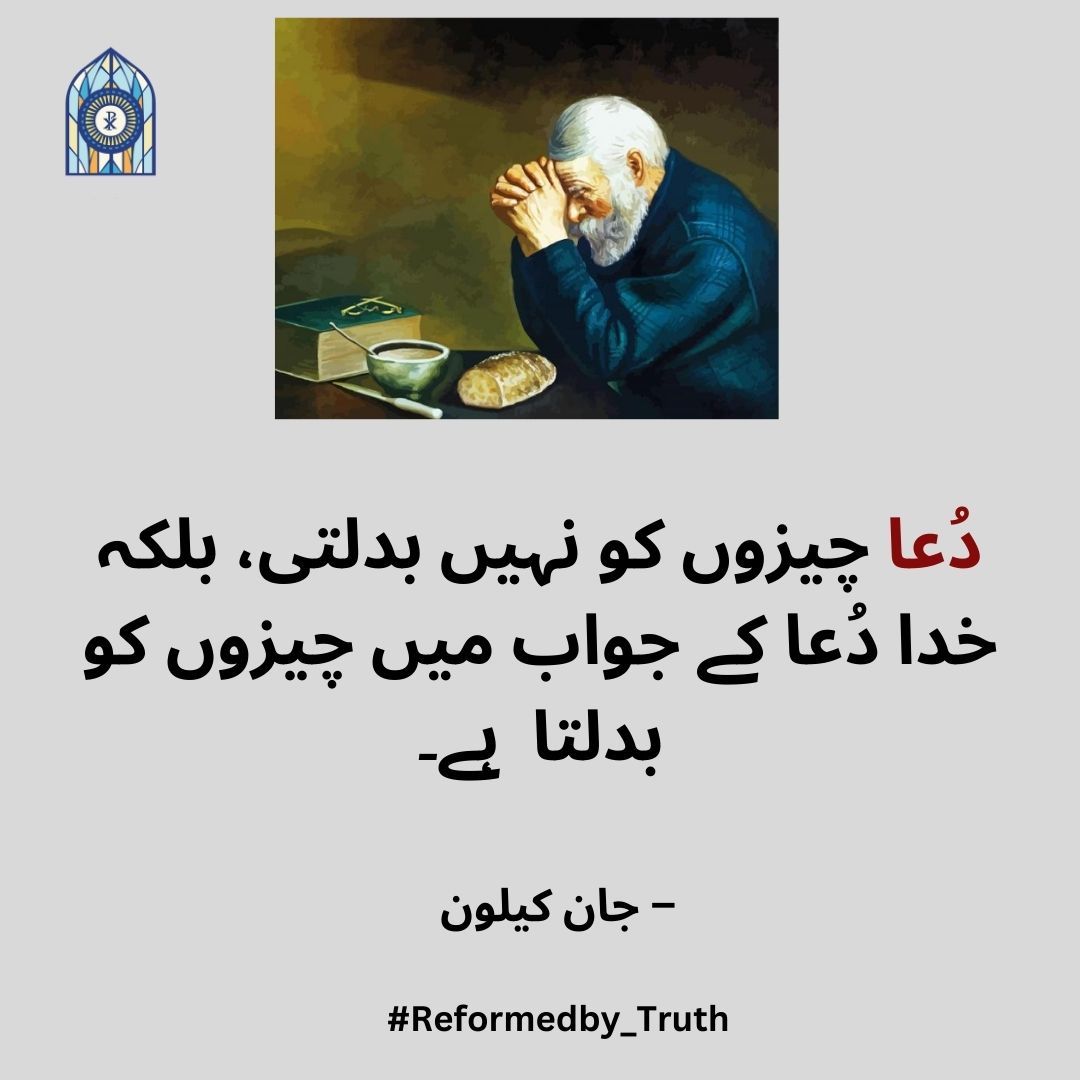 دُعا چیزوں کو نہیں بدلتی، بلکہ
خدا دُعا کے جواب میں چیزوں کو
بدلتا ہے۔
– جان کیلون
#Reformedby_Truth